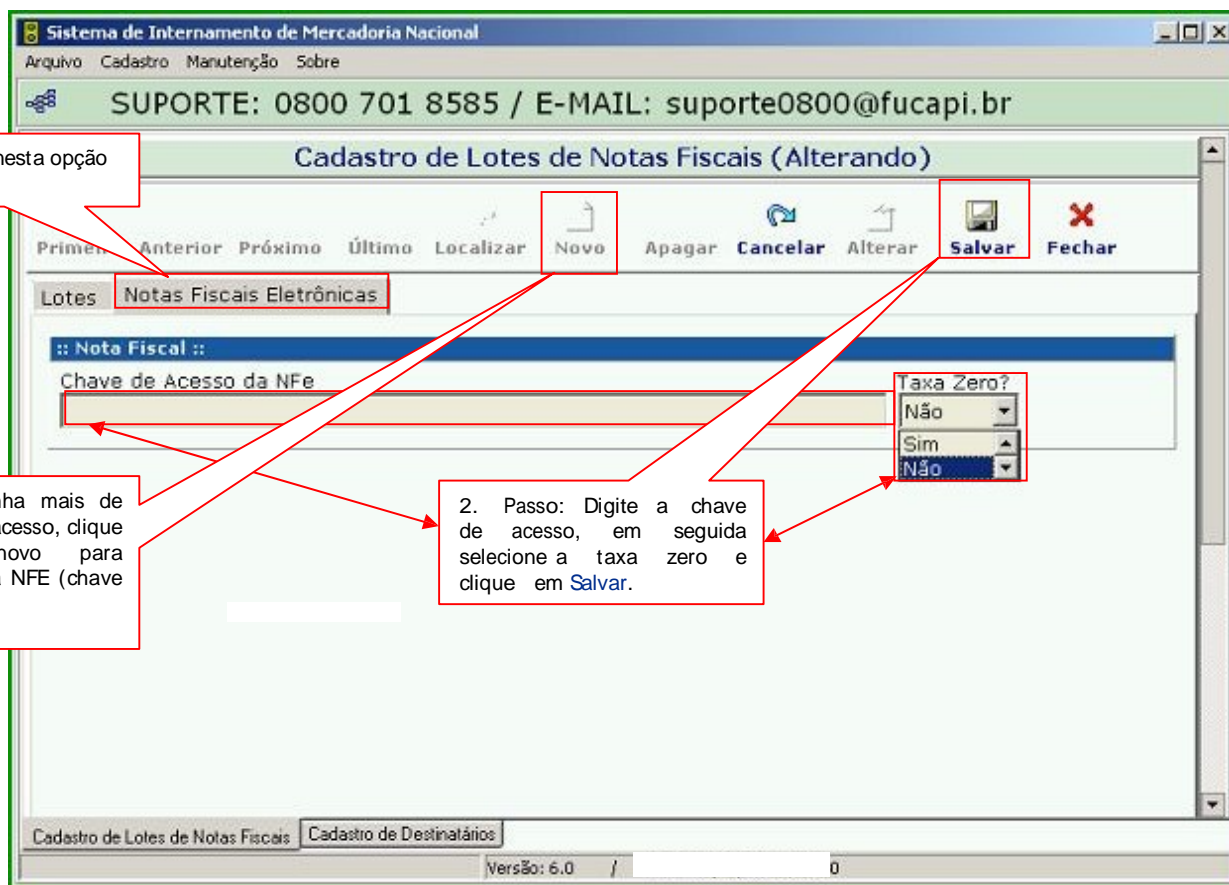 Sistema de Internamento de Mercadoria Nacional
Arquivo Cadastro Manutenção Sobre
SUPORTE: 0800 701 8585 / E-MAIL: suporte0800@fucapi.br
nesta opção
Cadastro de Lotes de Notas Fiscais (Alterando)
Anterior Próximo Último Localizar Novo Apagar Cancelar Alterar Salvar Fechar
Lotes Notas Fiscais Eletrônicas
:: Nota Fiscal ::
Chave de Acesso da NFe
Taxa Zero?
Não
Sim
Não
mais de
acesso, clique
novo para
NFE (chave
2. Passo: Digite a chave
de acesso, em seguida
selecione a taxa zero e
clique em Salvar.
Cadastro de Lotes de Notas Fiscais Cadastro de Destinatários
Versão: 6.0 / 0